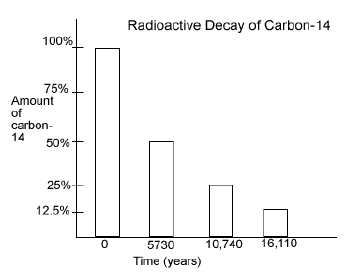 Radioactive Decay of Carbon-14
100%
75%
Amount
of
carbon-
14
50%
25%
12.5%
0 5730 10,740 16,110
Time (years)